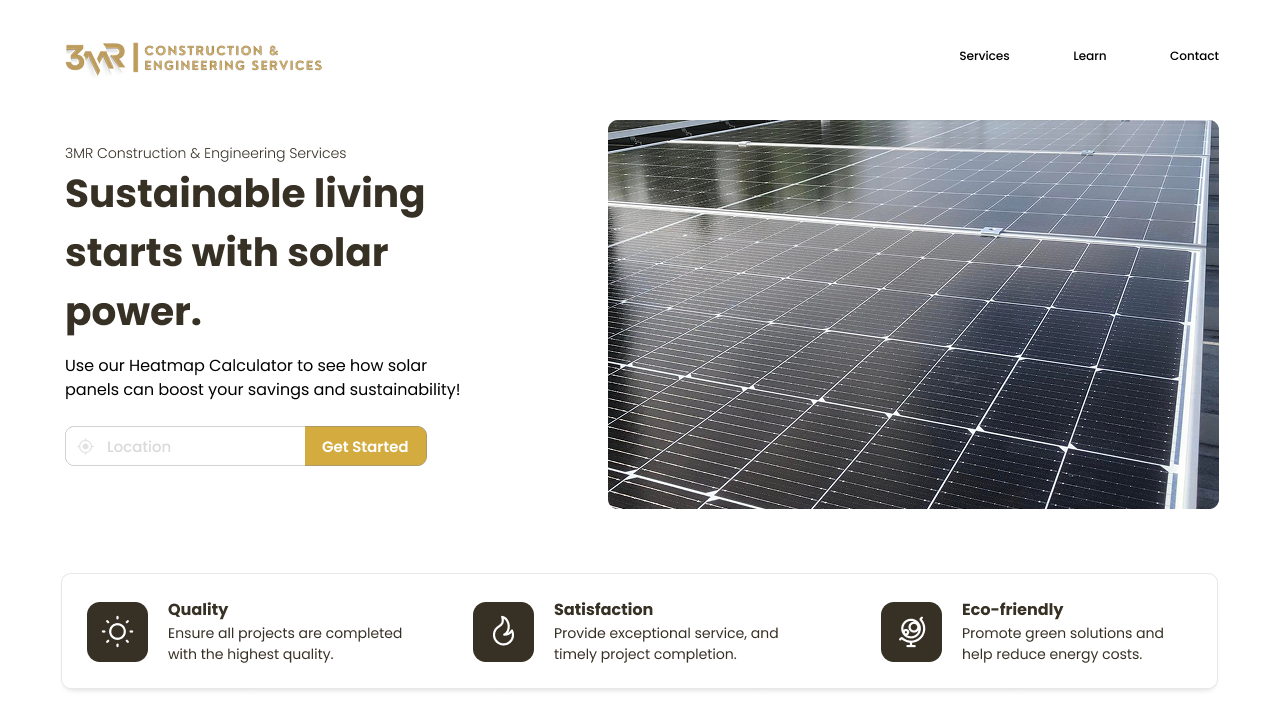 3MR CONSTRUCTION &
ENGINEERING SERVICES
Services
Learn
Contact
3MR Construction & Engineering Services
Sustainable living
starts with solar
power.
Use our Heatmap Calculator to see how solar
panels can boost your savings and sustainability!
Location
Get Started
Quality
Ensure all projects are completed
with the highest quality.
Satisfaction
Provide exceptional service, and
timely project completion.
Eco-friendly
Promote green solutions and
help reduce energy costs.